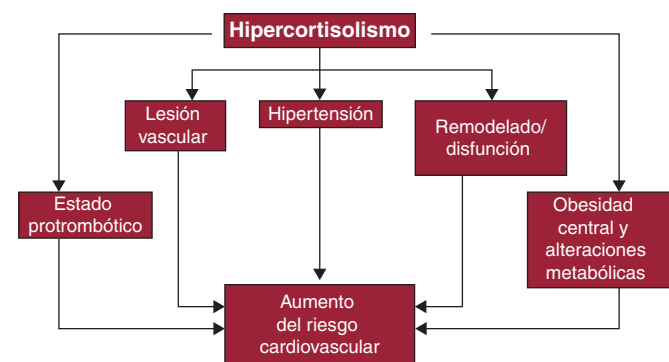 Hipercortisolismo
Lesión
vascular
Hipertensión
Remodelado/
disfunción
Estado
protrombótico
Obesidad
central y
alteraciones
metabólicas
Aumento
del riesgo
cardiovascular